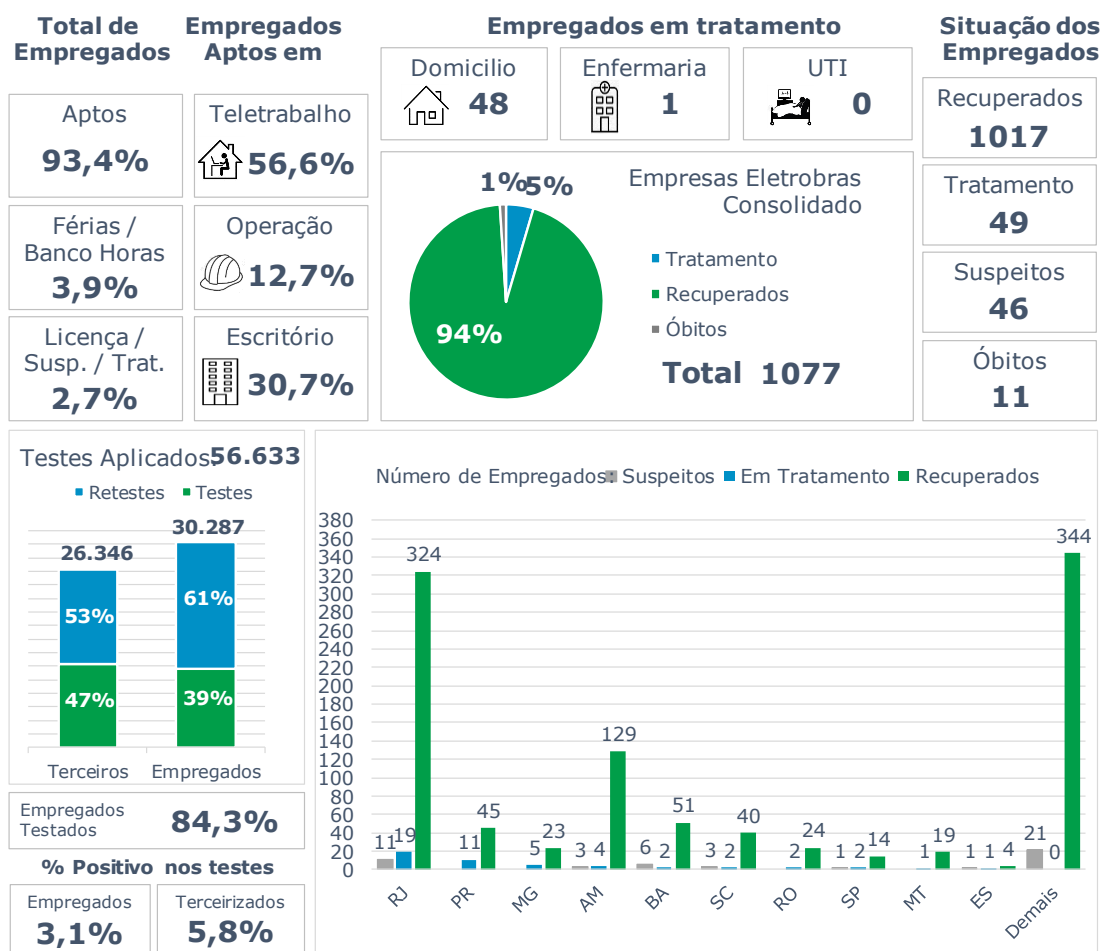 Total de
Empregados
Empregados
Aptos em
Empregados em tratamento
Situação dos
Empregados
Aptos
93,4%
Férias /
Banco Horas
3,9%
Licença /
Susp. / Trat.
2,7%
Teletrabalho
56,6%
Operação
12,7%
Escritório
30,7%
Domicilio
48
Enfermaria
1
UTI
0
1%
5%
94%
Empresas Eletrobras
Consolidado
Tratamento
Recuperados
Óbitos
Total 1077
Recuperados
1017
Tratamento
49
Suspeitos
46
Óbitos
11
Testes Aplicados: 56.633
Retestes Testes
26.346
30.287
53%
61%
47%
39%
Terceiros Empregados
Empregados
Testados
84,3%
% Positivo nos testes
Empregados
3,1%
Terceirizados
5,8%
Número de Empregados: Suspeitos Em Tratamento Recuperados
380
360
340
320
300
280
260
240
220
200
180
160
140
120
100
80
60
40
20
0
11 19 324
11 45
5 23
3 4 129
6 2 51
3 2 40
2 24
1 2 14
1 19
1 1 4
21 0 344
RJ PR MG AM BA SC RO SP MT ES Demais